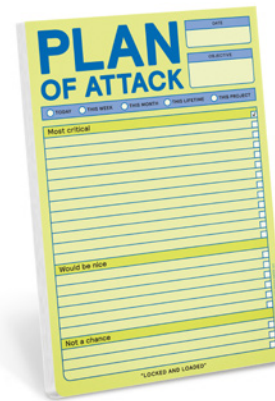 PLAN
OF ATTACK
DATE
OBJECTIVE
TODAY
THIS WEEK
THIS MONTH
THIS LIFETIME
THIS PROJECT
Most critical
Would be nice
Not a chance
"LOCKED AND LOADED"